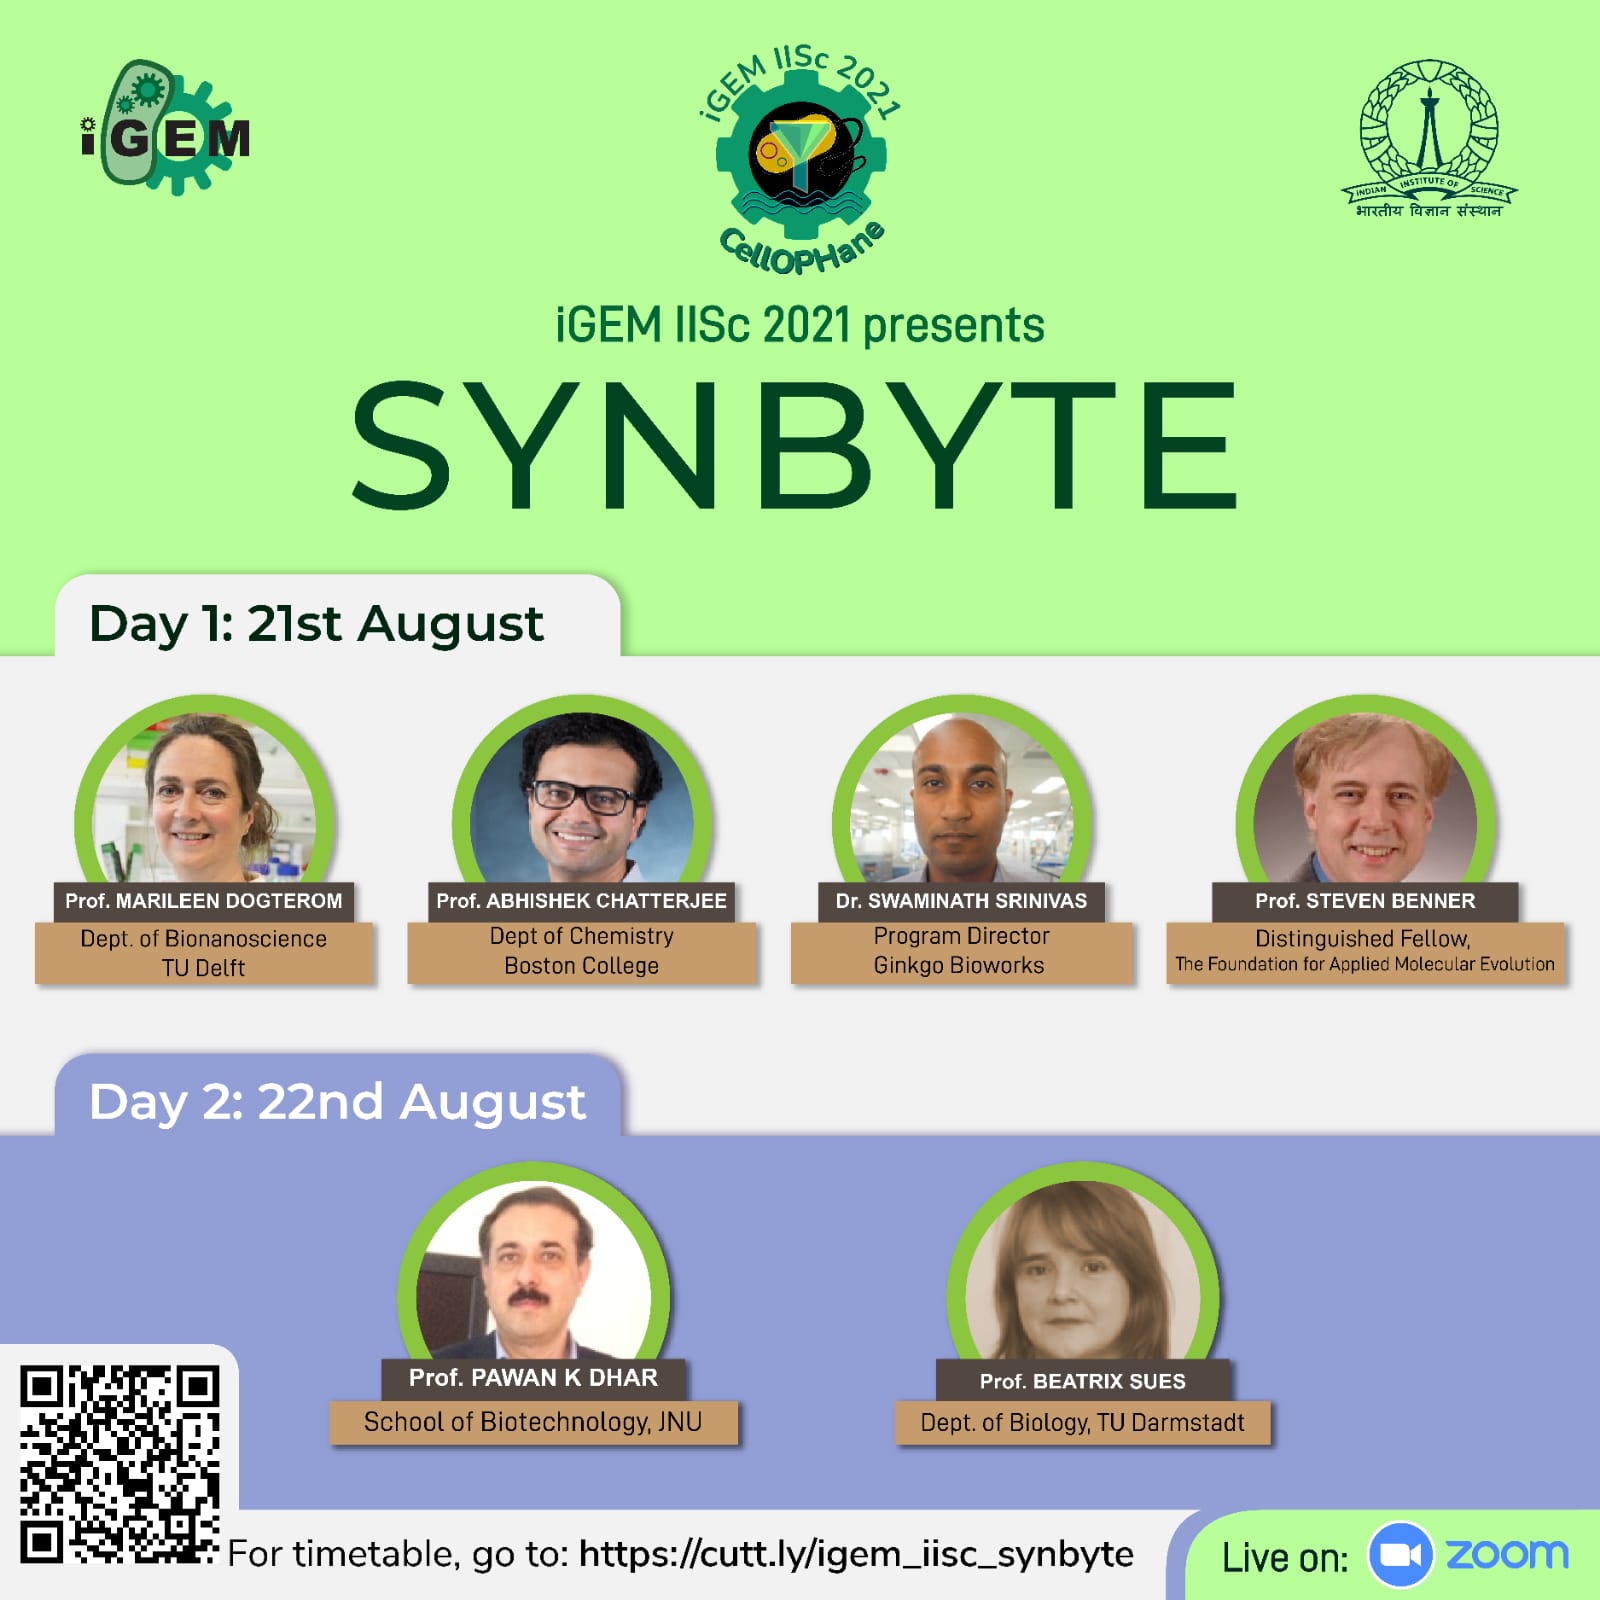 iGEM
iGEM IISc 2021
CellOPHane
INDIAN INSTITUTE OF SCIENCE
भारतीय विज्ञान संस्थान
iGEM IISc 2021 presents
SYNBYTE
Day 1: 21st August
Prof. MARILEEN DOGTEROM
Dept. of Bionanoscience
TU Delft
Prof. ABHISHEK CHATTERJEE
Dept of Chemistry
Boston College
Dr. SWAMINATH SRINIVAS
Program Director
Ginkgo Bioworks
Prof. STEVEN BENNER
Distinguished Fellow,
The Foundation for Applied Molecular Evolution
Day 2: 22nd August
Prof. PAWAN K DHAR
School of Biotechnology, JNU
Prof. BEATRIX SUES
Dept. of Biology, TU Darmstadt
For timetable, go to: https://cutt.ly/igem_iisc_synbyte
Live on: zoom